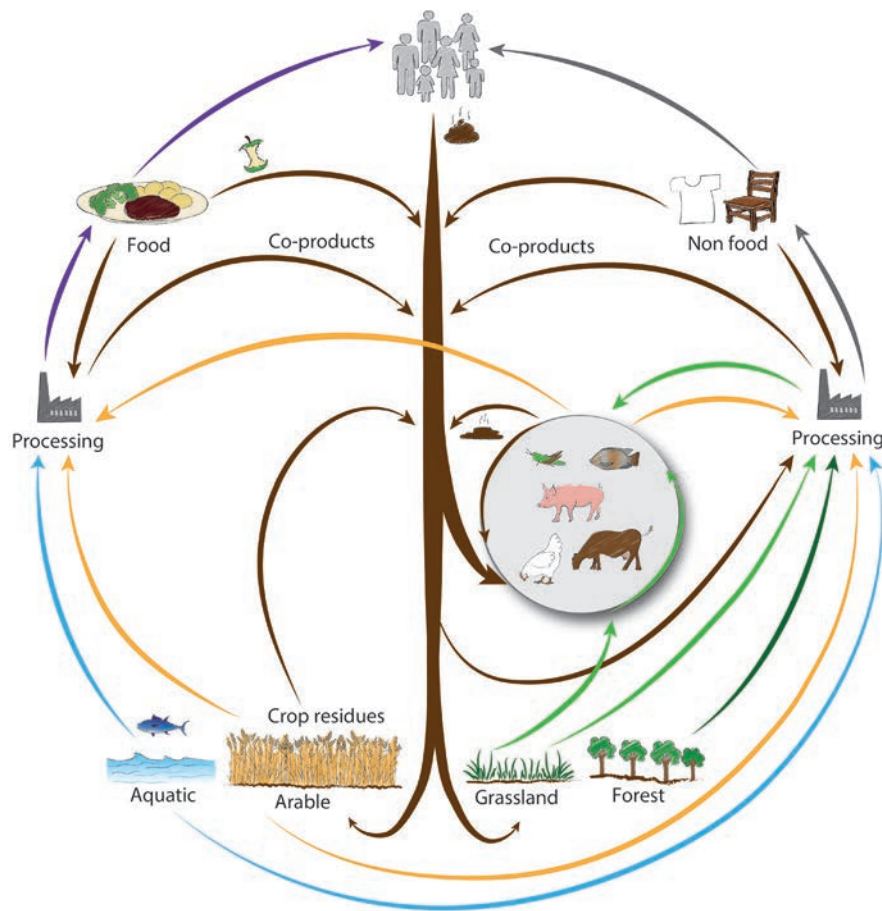 Food
Co-products
Co-products
Non food
Processing
Processing
Crop residues
Aquatic
Arable
Grassland
Forest